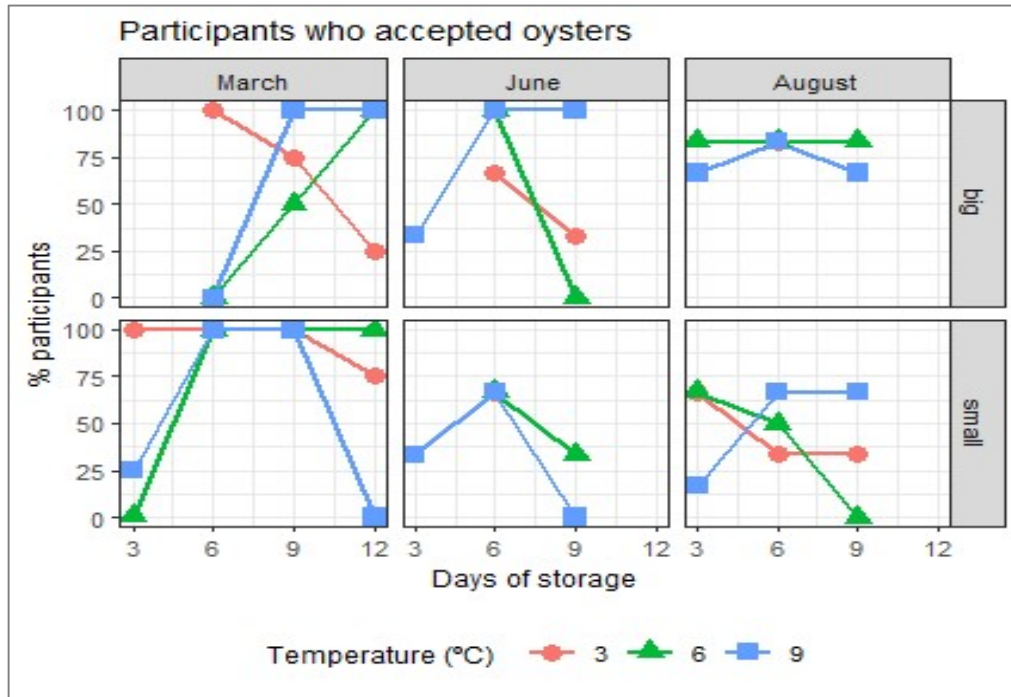 Participants who accepted oysters
March
June
August
100
75
50
25
0
big
100
75
50
25
0
small
% participants
3 6 9 12
3 6 9 12
3 6 9 12
Days of storage
Temperature (ºC) 3 6 9